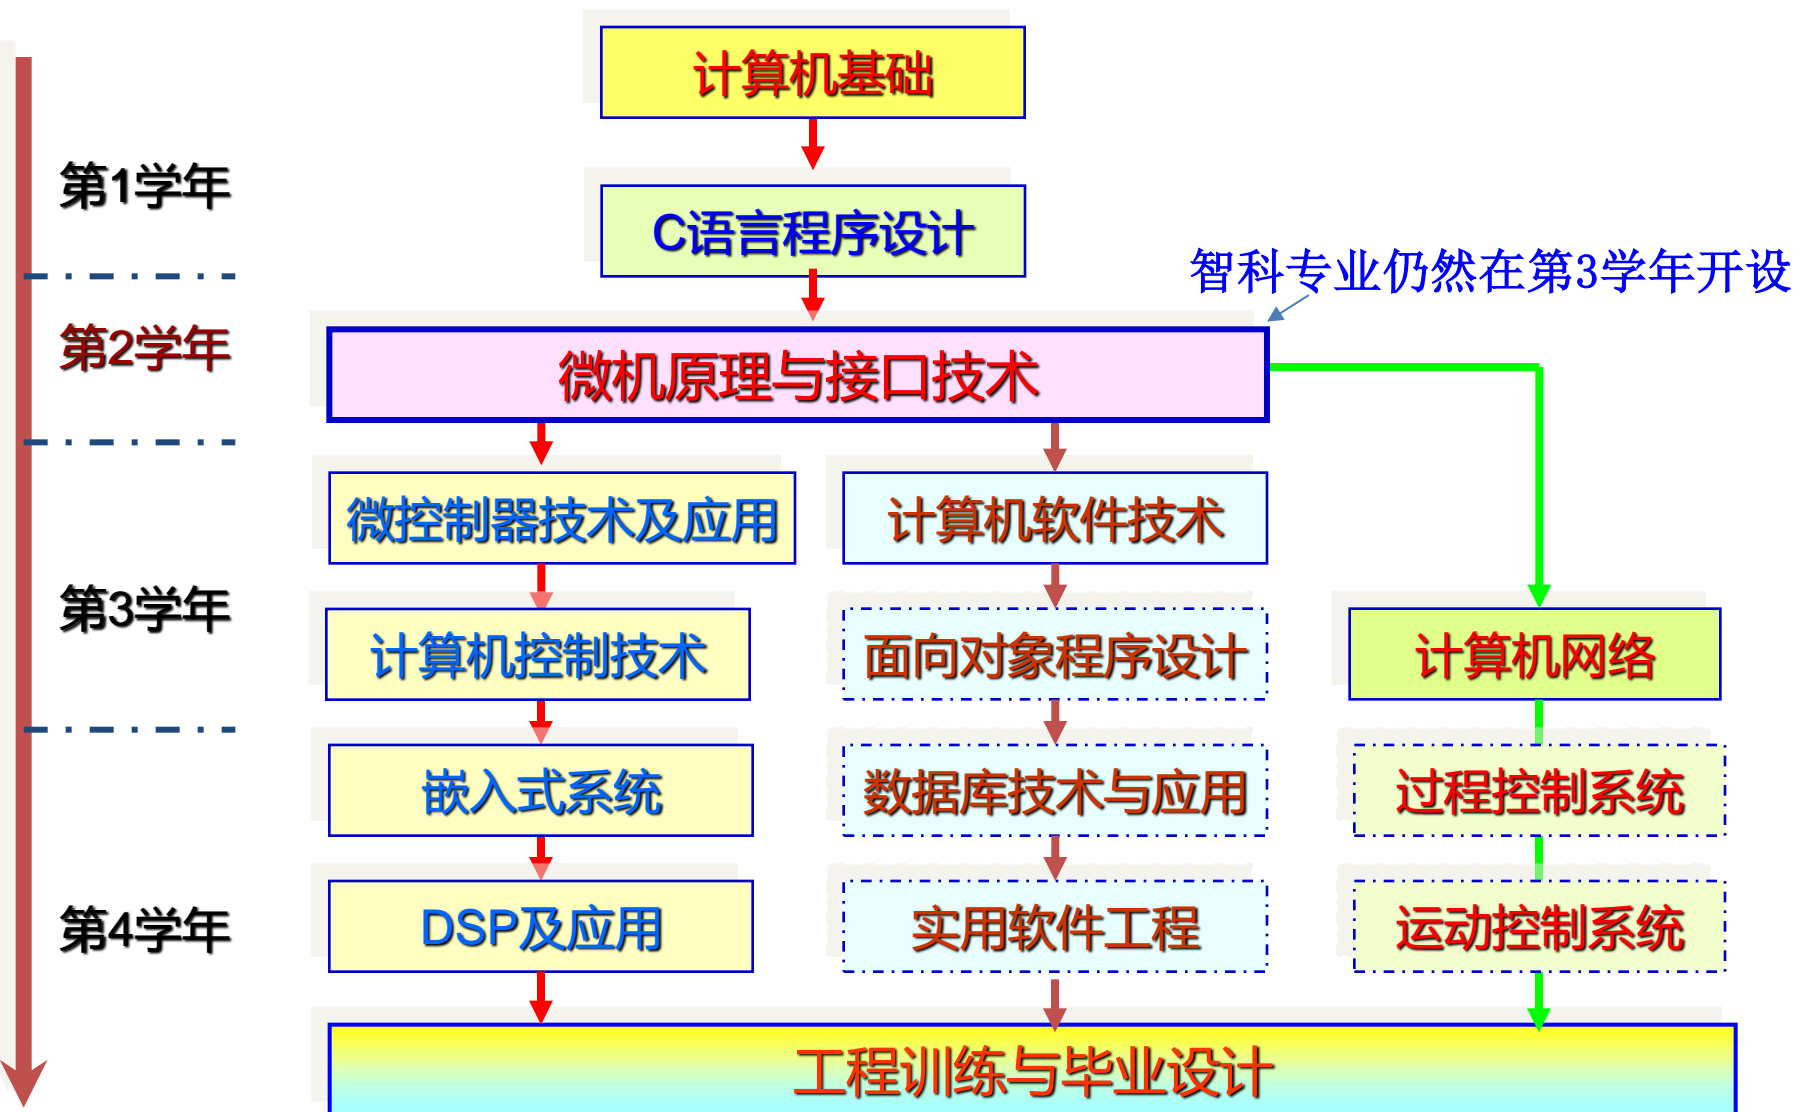 计算机基础
第1学年
C语言程序设计
智科专业仍然在第3学年开设
第2学年
微机原理与接口技术
微控制器技术及应用
计算机软件技术
第3学年
计算机控制技术
面向对象程序设计
计算机网络
嵌入式系统
数据库技术与应用
过程控制系统
第4学年
DSP及应用
实用软件工程
运动控制系统
工程训练与毕业设计